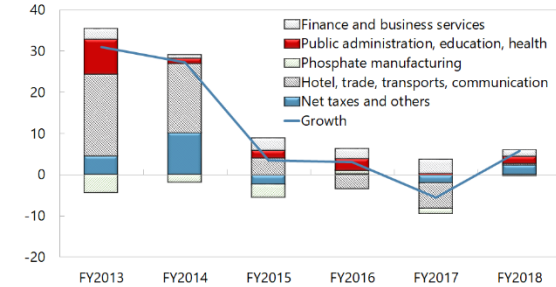 40
30
20
10
0
-10
-20
Finance and business services
Public administration, education, health
Phosphate manufacturing
Hotel, trade, transports, communication
Net taxes and others
Growth
FY2013 FY2014 FY2015 FY2016 FY2017 FY2018